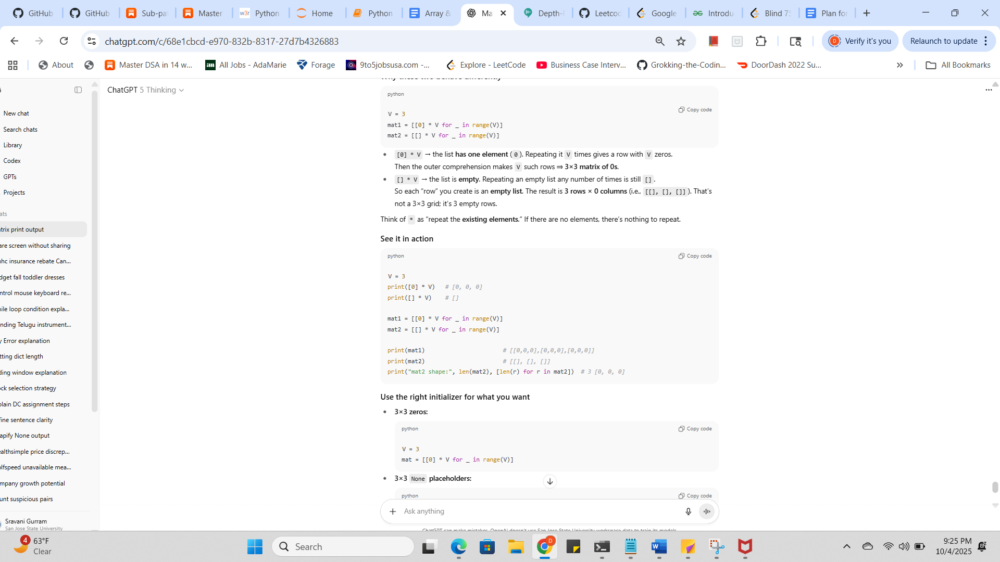 GitHub
GitHub
Sub-pa
Master
w3r Python
Home
Python
Array &
Ma
Depth-
Leetco
Google
Introdu
Blind 75
Plan for
chatgpt.com/c/68e1cbcd-e970-832b-8317-27d7b4326883
D Verify it's you
Relaunch to update
About
Master DSA in 14 w...
am All Jobs - AdaMarie
Forage
9to5jobsusa.com -...
Explore - LeetCode
Business Case Interv...
Grokking-the-Codin...
DoorDash 2022 Su...
All Bookmarks
ChatGPT 5 Thinking
New chat
Search chats
Library
Codex
GPTs
Projects
ats
trix print output
are screen without sharing
hc insurance rebate Can...
dget fall toddler dresses
ntrol mouse keyboard re...
ile loop condition expla...
nding Telugu instrument...
y Error explanation
tting dict length
ding window explanation
ck selection strategy
plain DC assignment steps
fine sentence clarity
apify None output
ealthsimple price discrep...
olfspeed unavailable mea...
mpany growth potential
unt suspicious pairs
Sravani Gurram
San Jose State University
Why these two behave differently
python
Copy code
V = 3
mat1 = [[0] * V for _ in range(V)]
mat2 = [[] * V for _ in range(V)]
• [0] * V → the list has one element ( 0 ). Repeating it V times gives a row with V zeros.
Then the outer comprehension makes V such rows ⇒ 3×3 matrix of 0s.
• [] * V → the list is empty. Repeating an empty list any number of times is still [] .
So each “row” you create is an empty list. The result is 3 rows × 0 columns (i.e., [[], [], []] ). That’s
not a 3×3 grid; it’s 3 empty rows.
Think of * as “repeat the existing elements.” If there are no elements, there’s nothing to repeat.
See it in action
python
Copy code
V = 3
print([0] * V)   # [0, 0, 0]
print([] * V)    # []
mat1 = [[0] * V for _ in range(V)]
mat2 = [[] * V for _ in range(V)]
print(mat1)                       # [[0,0,0],[0,0,0],[0,0,0]]
print(mat2)                       # [[], [], []]
print("mat2 shape:", len(mat2), [len(r) for r in mat2])  # 3 [0, 0, 0]
Use the right initializer for what you want
• 3×3 zeros:
python
Copy code
V = 3
mat = [[0] * V for _ in range(V)]
• 3×3 None placeholders:
python
Copy code
Ask anything
ChatGPT can make mistakes. OpenAI doesn't use San Jose State University workspace data to train its models.
4
63°F
Clear
Search
D
9:25 PM
10/4/2025